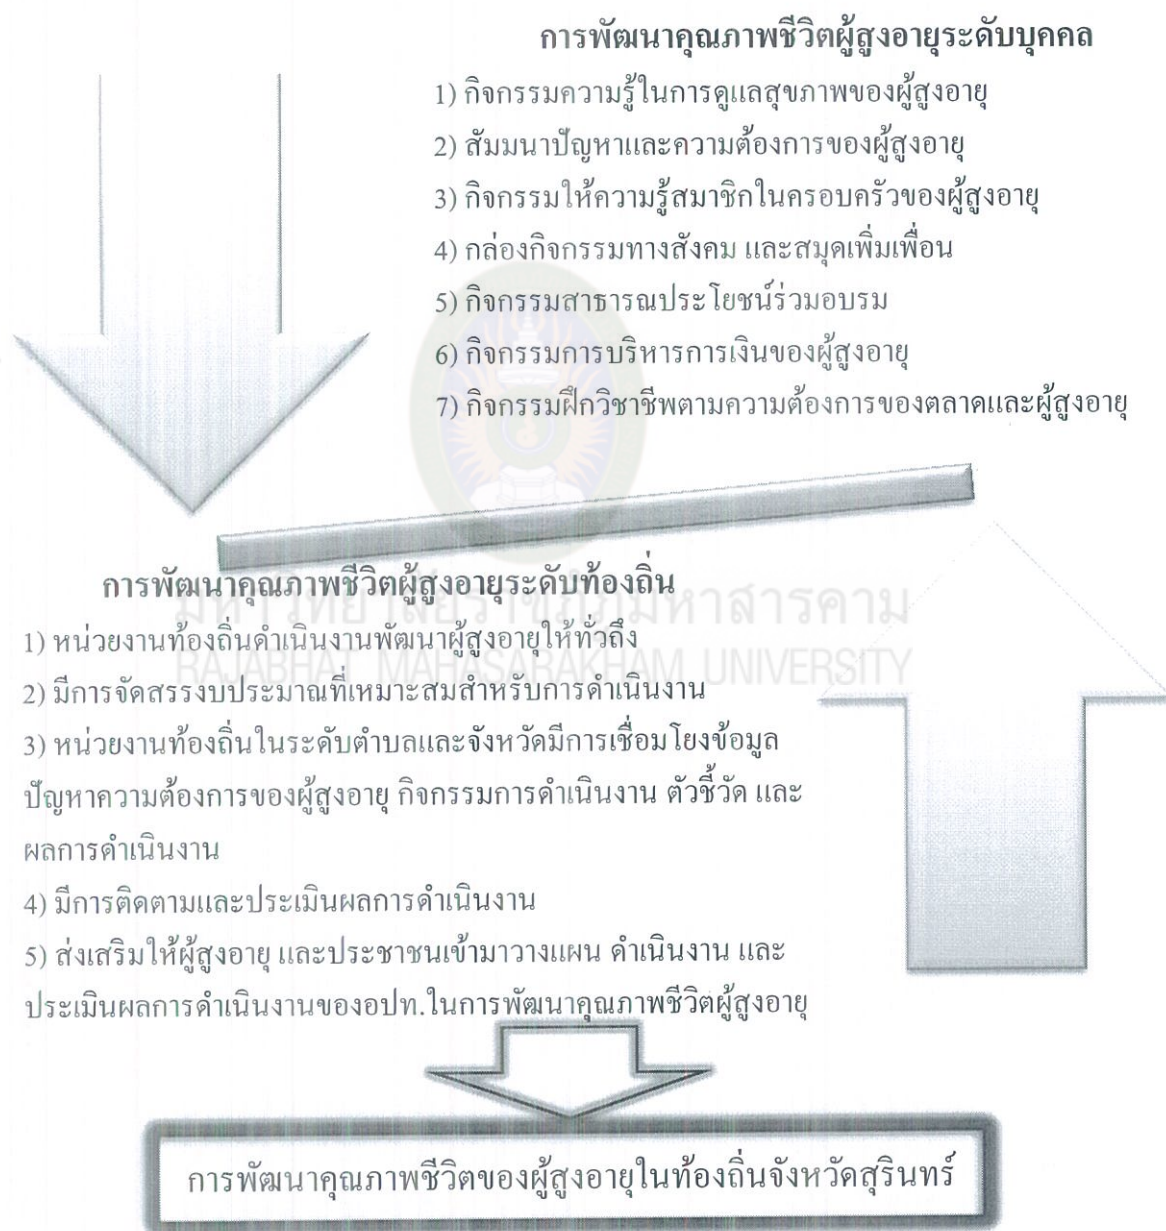 การพัฒนาคุณภาพชีวิตผู้สูงอายุระดับบุคคล
1) กิจกรรมความรู้ในการดูแลสุขภาพของผู้สูงอายุ
2) สัมมนาปัญหาและความต้องการของผู้สูงอายุ
3) กิจกรรมให้ความรู้สมาชิกในครอบครัวของผู้สูงอายุ
4) กล่องกิจกรรมทางสังคม และสมุดเพิ่มเพื่อน
5) กิจกรรมสาธารณประโยชน์ร่วมอบรม
6) กิจกรรมการบริหารการเงินของผู้สูงอายุ
7) กิจกรรมฝึกวิชาชีพตามความต้องการของตลาดและผู้สูงอายุ
การพัฒนาคุณภาพชีวิตผู้สูงอายุระดับท้องถิ่น
มหาวิทยาลัยราชภัฏมหาสารคาม
1) หน่วยงานท้องถิ่นดำเนินงานพัฒนาผู้สูงอายุให้ทั่วถึง
RAJABHAT MAHASARAKHAM UNIVERSITY
2) มีการจัดสรรงบประมาณที่เหมาะสมสำหรับการดำเนินงาน
3) หน่วยงานท้องถิ่นในระดับตำบลและจังหวัดมีการเชื่อมโยงข้อมูล
ปัญหาความต้องการของผู้สูงอายุ กิจกรรมการดำเนินงาน ตัวชี้วัด และ
ผลการดำเนินงาน
4) มีการติดตามและประเมินผลการดำเนินงาน
5) ส่งเสริมให้ผู้สูงอายุ และประชาชนเข้ามาวางแผน ดำเนินงาน และ
ประเมินผลการดำเนินงานของอปท.ในการพัฒนาคุณภาพชีวิตผู้สูงอายุ
การพัฒนาคุณภาพชีวิตของผู้สูงอายุในท้องถิ่นจังหวัดสุรินทร์